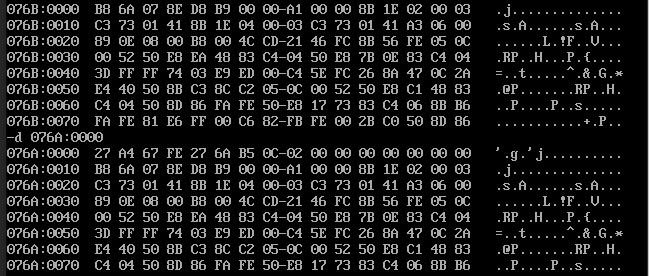 076B:0000  B8 6A 07 8E D8 B9 00 00-A1 00 00 8B 1E 02 00 03   .j..............
076B:0010  C3 73 01 41 8B 1E 04 00-03 C3 73 01 41 A3 06 00   .s.A......s.A...
076B:0020  89 0E 08 00 B8 00 4C CD-21 46 FC 8B 56 FE 05 0C   ......L.!F..V...
076B:0030  00 52 50 E8 EA 48 83 C4-04 50 E8 7B 0E 83 C4 04   .RP..H...P.{....
076B:0040  3D FF FF 74 03 E9 ED 00-C4 5E FC 26 8A 47 0C 2A   =..t.....^.&.G.*
076B:0050  E4 40 50 8B C3 8C C2 05-0C 00 52 50 E8 C1 48 83   .@P.......RP..H.
076B:0060  C4 04 50 8D 86 FA FE 50-E8 17 73 83 C4 06 8B B6   ..P....P..s.....
076B:0070  FA FE 81 E6 FF 00 C6 82-FB FE 00 2B C0 50 8D 86   ...........+.P..
-d 076A:0000
076A:0000  27 A4 67 FE 27 6A B5 0C-02 00 00 00 00 00 00 00   '.g.'j..........
076A:0010  B8 6A 07 8E D8 B9 00 00-A1 00 00 8B 1E 02 00 03   .j..............
076A:0020  C3 73 01 41 8B 1E 04 00-03 C3 73 01 41 A3 06 00   .s.A......s.A...
076A:0030  89 0E 08 00 B8 00 4C CD-21 46 FC 8B 56 FE 05 0C   ......L.!F..V...
076A:0040  00 52 50 E8 EA 48 83 C4-04 50 E8 7B 0E 83 C4 04   .RP..H...P.{....
076A:0050  3D FF FF 74 03 E9 ED 00-C4 5E FC 26 8A 47 0C 2A   =..t.....^.&.G.*
076A:0060  E4 40 50 8B C3 8C C2 05-0C 00 52 50 E8 C1 48 83   .@P.......RP..H.
076A:0070  C4 04 50 8D 86 FA FE 50-E8 17 73 83 C4 06 8B B6   ..P....P..s.....